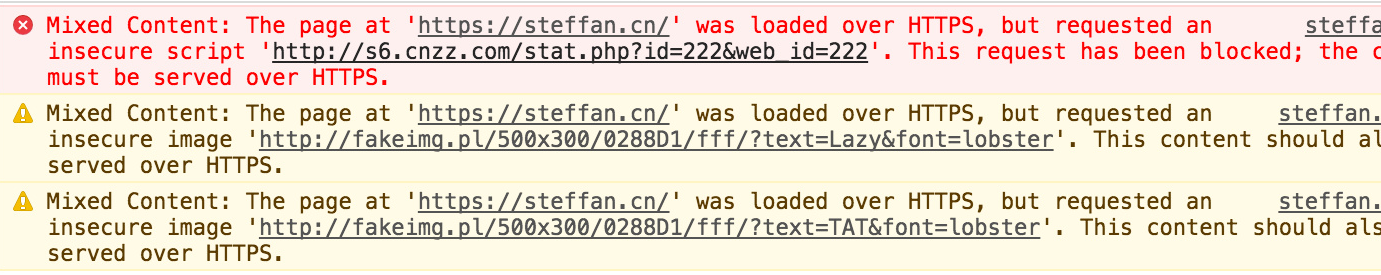 Mixed Content: The page at 'https://steffan.cn/' was loaded over HTTPS, but requested an steffa
insecure script 'http://s6.cnzz.com/stat.php?id=222&web_id=222'. This request has been blocked; the c
must be served over HTTPS.
Mixed Content: The page at 'https://steffan.cn/' was loaded over HTTPS, but requested an steffan.
insecure image 'http://fakeimg.pl/500x300/0288D1/fff/?text=Lazy&font=lobster'. This content should al
served over HTTPS.
Mixed Content: The page at 'https://steffan.cn/' was loaded over HTTPS, but requested an steffan.
insecure image 'http://fakeimg.pl/500x300/0288D1/fff/?text=TAT&font=lobster'. This content should als
served over HTTPS.